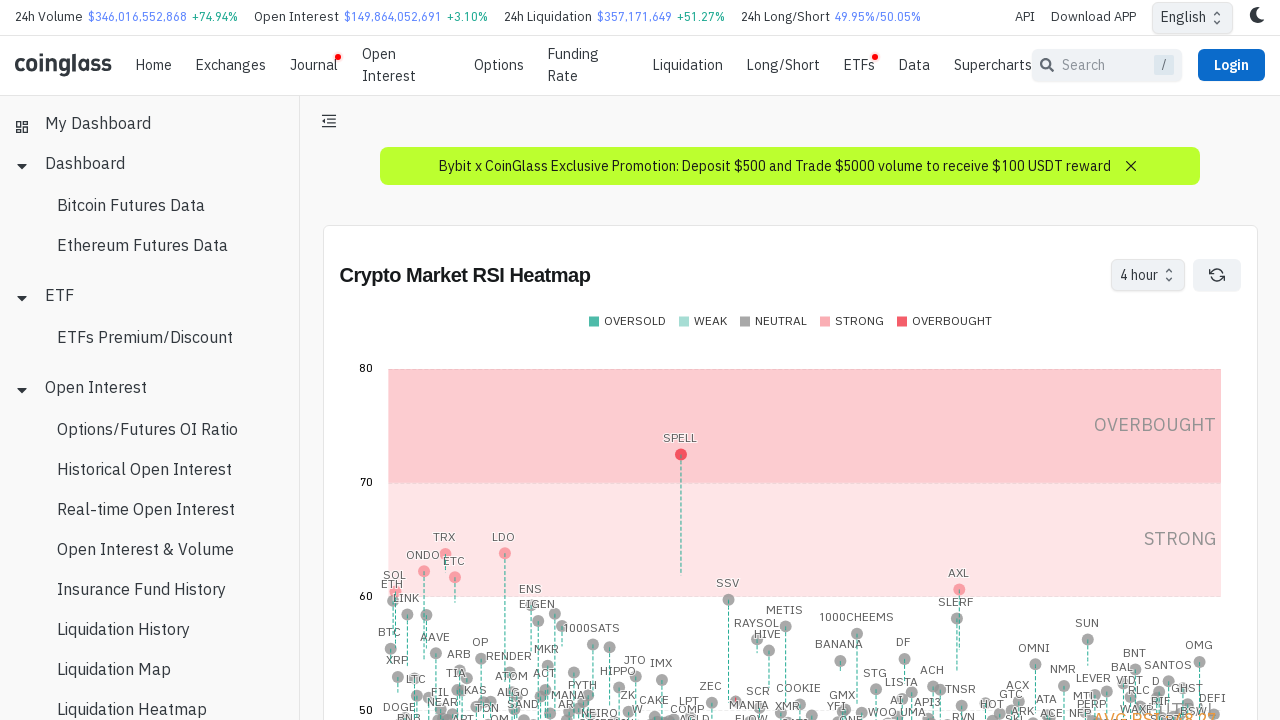 24h Volume $346,016,552,868 +74.94% Open Interest $149,864,052,691 +3.10% 24h Liquidation $357,171,649 +51.27% 24h Long/Short 49.95%/50.05% API Download APP English
coinglass Home Exchanges Journal Open Interest Options Funding Rate Liquidation Long/Short ETFs Data Supercharts Search / Login
My Dashboard
Dashboard
Bitcoin Futures Data
Ethereum Futures Data
ETF
ETFs Premium/Discount
Open Interest
Options/Futures OI Ratio
Historical Open Interest
Real-time Open Interest
Open Interest & Volume
Insurance Fund History
Liquidation History
Liquidation Map
Liquidation Heatmap
Bybit x CoinGlass Exclusive Promotion: Deposit $500 and Trade $5000 volume to receive $100 USDT reward
Crypto Market RSI Heatmap
4 hour
OVERSOLD WEAK NEUTRAL STRONG OVERBOUGHT
80
OVERBOUGHT
SPELL
70
TRX LDO STRONG
ONDO ETC
SOL AXL
ETH SSV
ENS
60
LINK EIGEN SLERF
METIS
1000CHEEMS
RAYSOL SUN
BTC 1000SATS HIVE
AAVE
OP BANANA DF OMG
ARB RENDER MKR OMNI BNT
XRP JTO IMX SANTOS
TIA ATOM AOT HIPPO STG ACH NMR BAL
LTC PYTH LEVER VIDT D
KAS ZEC SCR COOKIE LISTA TNSR ACX GHST
FIL ALGO MANA ZK GMX GTC RLC
NEAR SAND CAKE LPT MANTA XMR YFI API3 ATA MTL PERP RIF DEFI
DOGE TON NEIRO W COMP WOO UMA ARK ACE WAXP
BNB FLOW RVN NFP
50